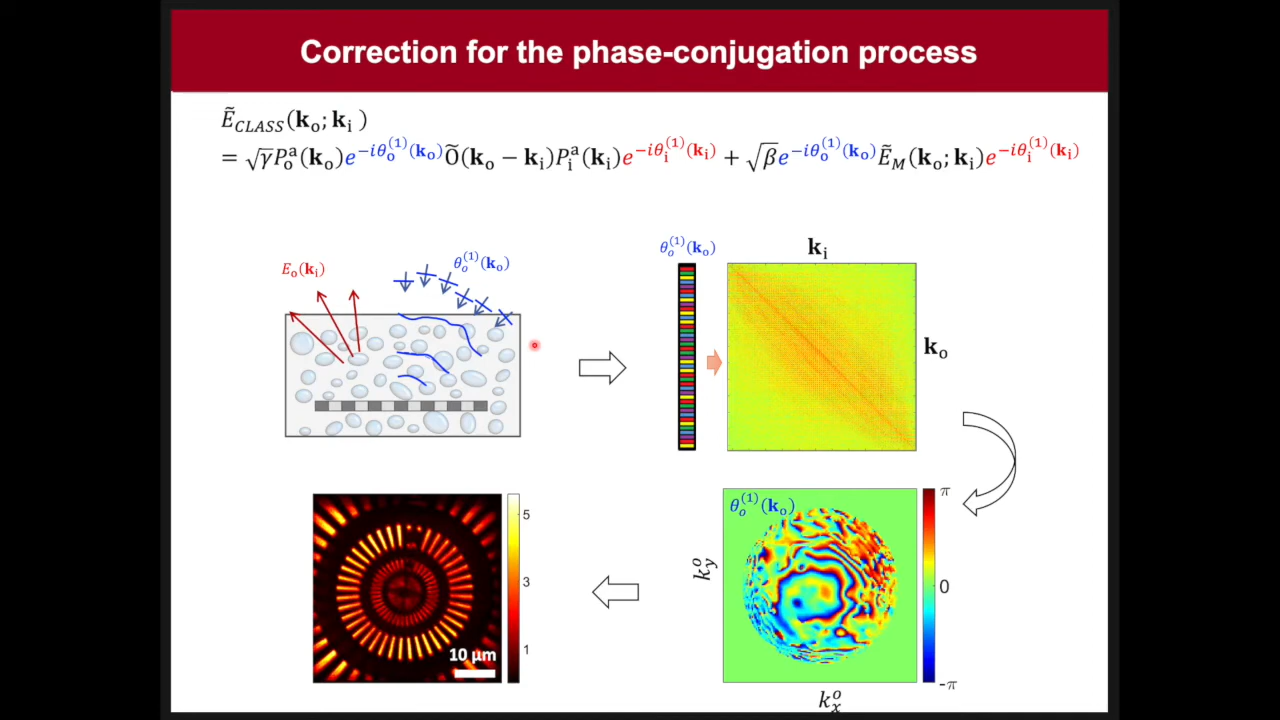 Correction for the phase-conjugation process
Ẽ_CLASS(k_o; k_i )
= √γP_o^a(k_o)e^{-iθ_o^{(1)}(k_o)}Õ(k_o − k_i)P_i^a(k_i)e^{-iθ_i^{(1)}(k_i)} + √βe^{-iθ_o^{(1)}(k_o)}Ẽ_M(k_o; k_i)e^{-iθ_i^{(1)}(k_i)}
E_o(k_i)
θ_o^{(1)}(k_o)
θ_o^{(1)}(k_o)
k_i
k_o
5
3
1
10 μm
θ_o^{(1)}(k_o)
k_y^o
k_x^o
π
0
-π